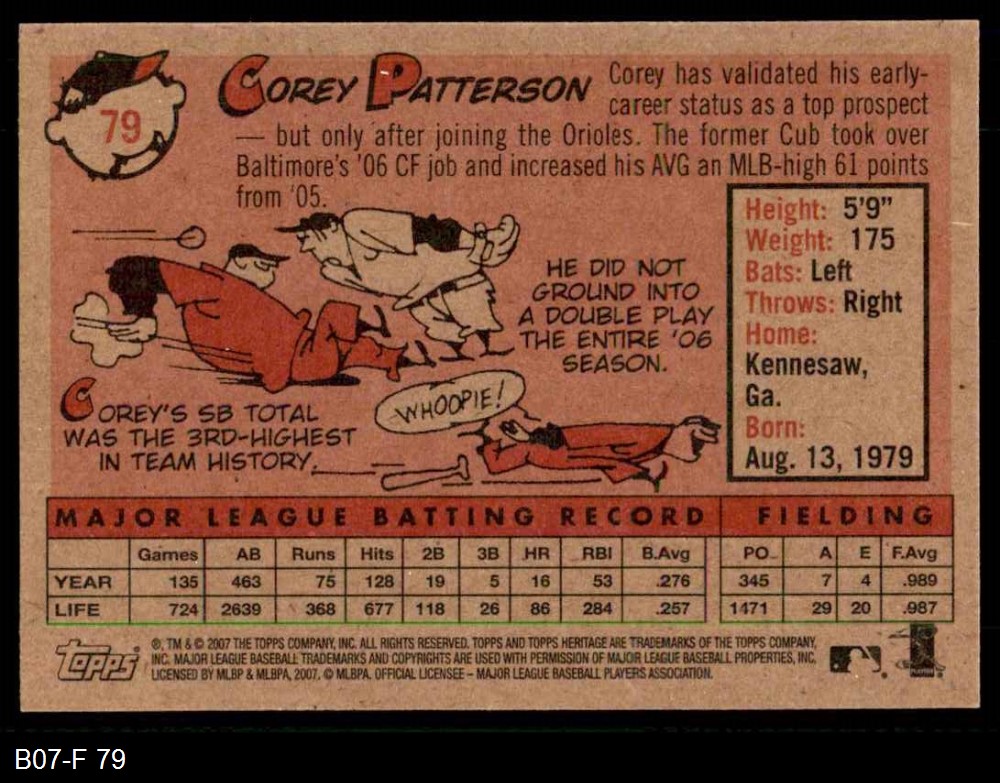 79
COREY PATTERSON
Corey has validated his early-
career status as a top prospect
— but only after joining the Orioles. The former Cub took over
Baltimore's '06 CF job and increased his AVG an MLB-high 61 points
from '05.
Height: 5'9"
Weight: 175
Bats: Left
Throws: Right
Home:
Kennesaw,
Ga.
Born:
Aug. 13, 1979
HE DID NOT
GROUND INTO
A DOUBLE PLAY
THE ENTIRE '06
SEASON.
COREY'S SB TOTAL
WAS THE 3RD-HIGHEST
IN TEAM HISTORY.
WHOOPIE!
MAJOR LEAGUE BATTING RECORD FIELDING
Games AB Runs Hits 2B 3B HR RBI B.Avg PO A E F.Avg
YEAR 135 463 75 128 19 5 16 53 .276 345 7 4 .989
LIFE 724 2639 368 677 118 26 86 284 .257 1471 29 20 .987
Topps
®, TM & © 2007 THE TOPPS COMPANY, INC. ALL RIGHTS RESERVED. TOPPS AND TOPPS HERITAGE ARE TRADEMARKS OF THE TOPPS COMPANY,
INC. MAJOR LEAGUE BASEBALL TRADEMARKS AND COPYRIGHTS ARE USED WITH PERMISSION OF MAJOR LEAGUE BASEBALL PROPERTIES, INC.
LICENSED BY MLBP & MLBPA, 2007. © MLBPA. OFFICIAL LICENSEE – MAJOR LEAGUE BASEBALL PLAYERS ASSOCIATION.
B07-F 79